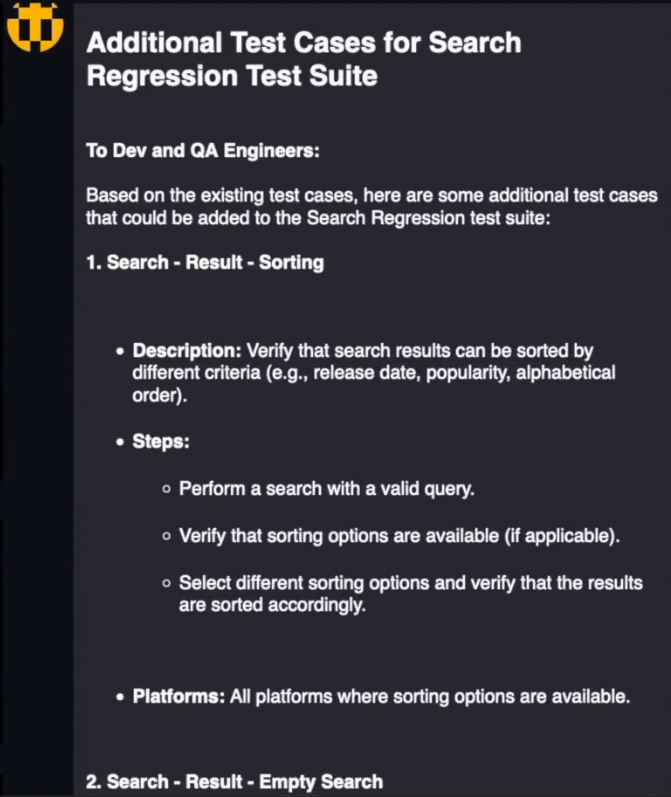 Additional Test Cases for Search
Regression Test Suite
To Dev and QA Engineers:
Based on the existing test cases, here are some additional test cases
that could be added to the Search Regression test suite:
1. Search - Result - Sorting
• Description: Verify that search results can be sorted by
different criteria (e.g., release date, popularity, alphabetical
order).
• Steps:
○ Perform a search with a valid query.
○ Verify that sorting options are available (if applicable).
○ Select different sorting options and verify that the results
are sorted accordingly.
• Platforms: All platforms where sorting options are available.
2. Search - Result - Empty Search